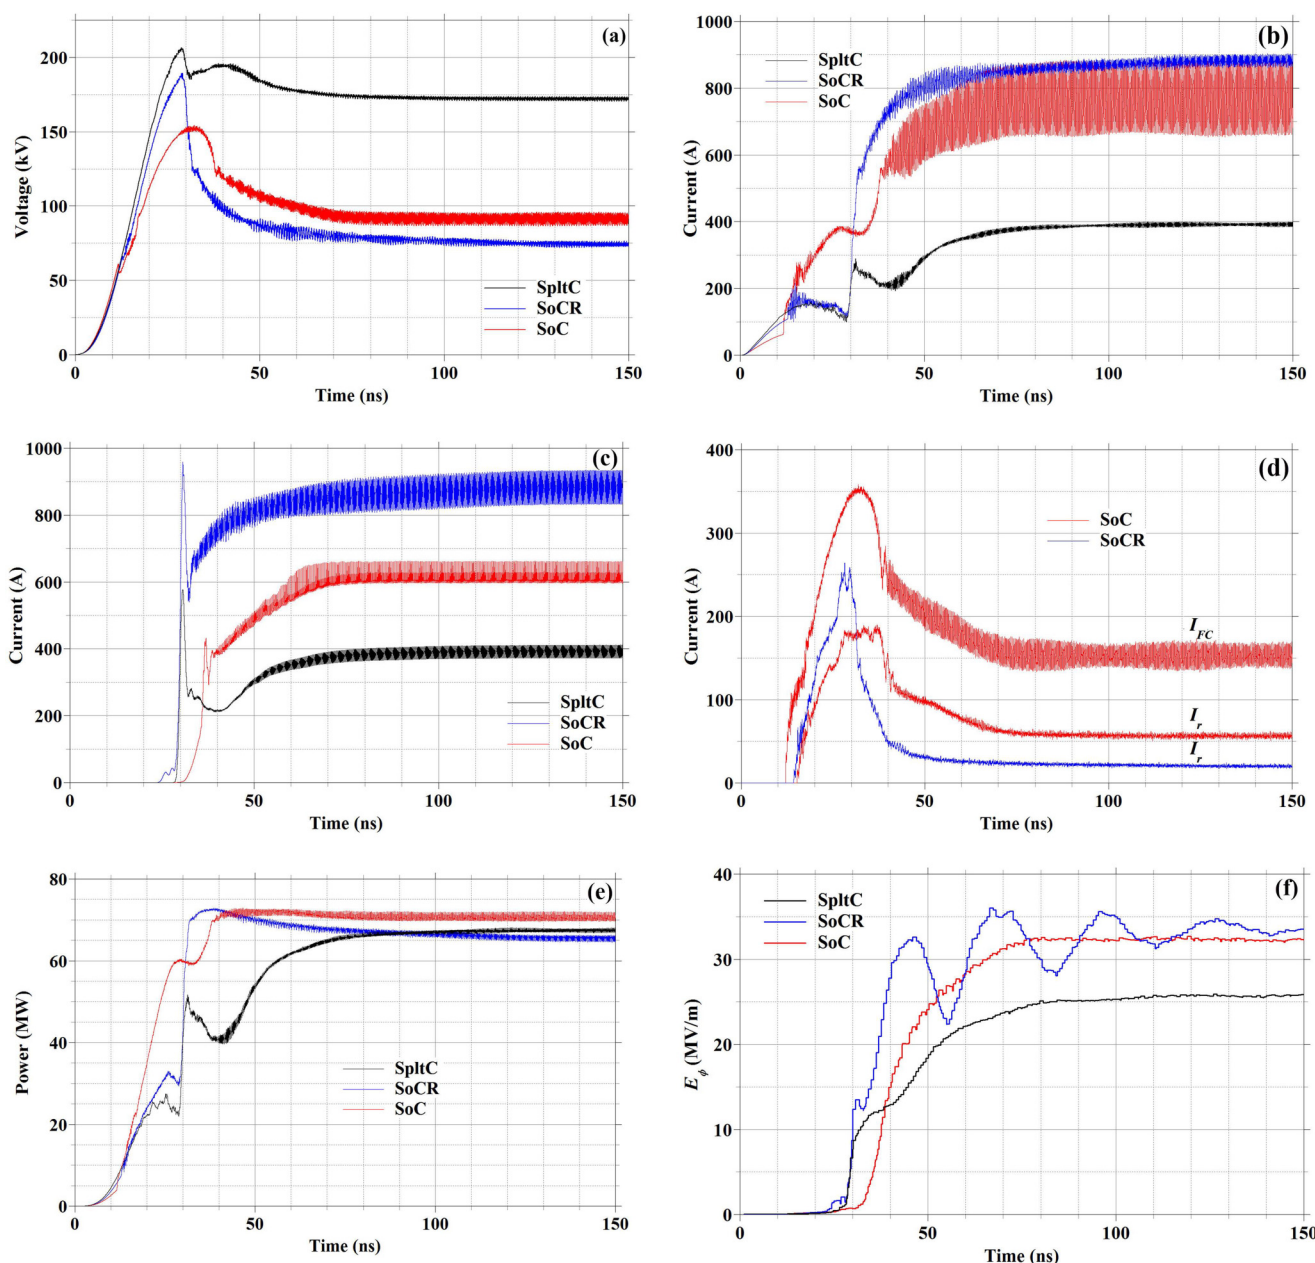 (a)
Voltage (kV)
200
150
100
50
0
SpltC
SoCR
SoC
0 50 100 150
Time (ns)
(b)
Current (A)
1000
800
600
400
200
0
SpltC
SoCR
SoC
0 50 100 150
Time (ns)
(c)
Current (A)
1000
800
600
400
200
0
SpltC
SoCR
SoC
0 50 100 150
Time (ns)
(d)
Current (A)
400
300
200
100
0
SoC
SoCR
I_FC
I_r
I_r
0 50 100 150
Time (ns)
(e)
Power (MW)
80
60
40
20
0
SpltC
SoCR
SoC
0 50 100 150
Time (ns)
(f)
E_ϕ (MV/m)
40
30
20
10
0
SpltC
SoCR
SoC
0 50 100 150
Time (ns)